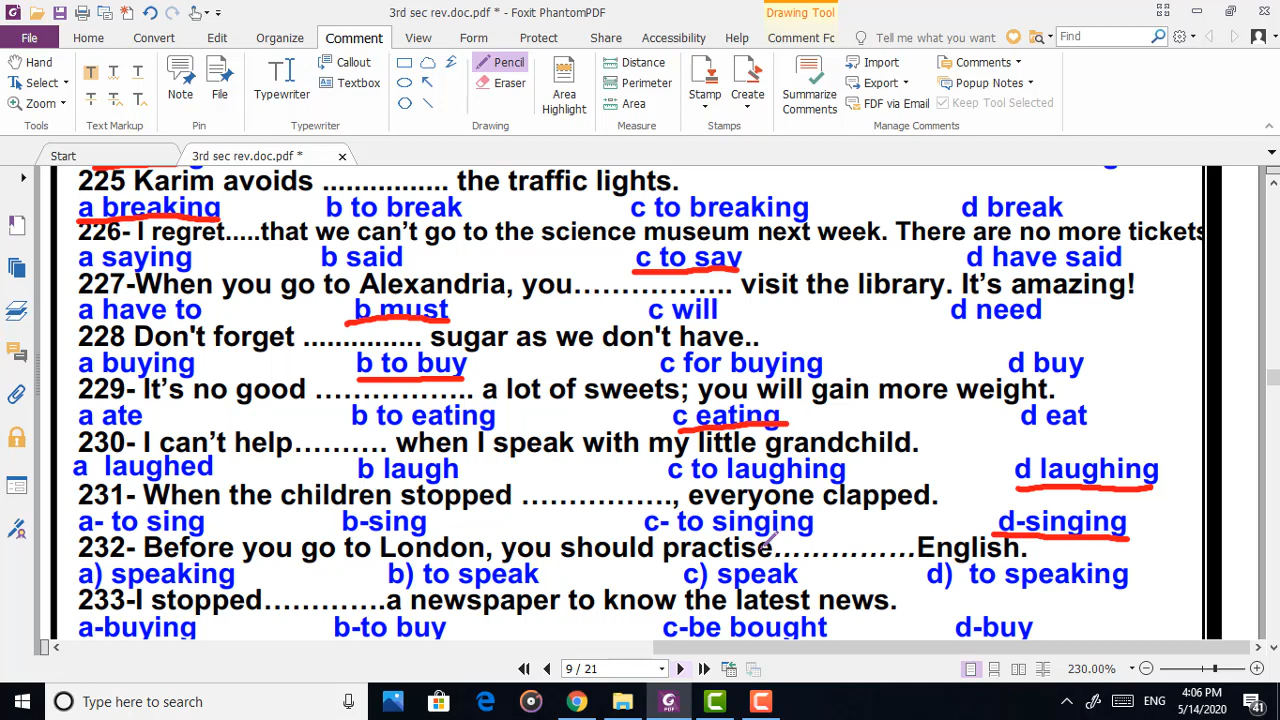 3rd sec rev.doc.pdf * - Foxit PhantomPDF
Drawing Tool
File Home Convert Edit Organize Comment View Form Protect Share Accessibility Help Comment Fc Tell me what you want... Find
Hand
Select
Zoom
Tools
Text Markup
Note
File
Pin
Typewriter
Callout
Textbox
Typewriter
Pencil
Eraser
Drawing
Area Highlight
Distance
Perimeter
Area
Measure
Stamp
Create
Stamps
Summarize Comments
Import
Export
FDF via Email
Comments
Popup Notes
Keep Tool Selected
Manage Comments
Start
3rd sec rev.doc.pdf *
225 Karim avoids ............... the traffic lights.
a breaking b to break c to breaking d break
226- I regret.....that we can’t go to the science museum next week. There are no more tickets
a saying b said c to say d have said
227-When you go to Alexandria, you…………….. visit the library. It’s amazing!
a have to b must c will d need
228 Don't forget ............... sugar as we don't have..
a buying b to buy c for buying d buy
229- It’s no good …………….. a lot of sweets; you will gain more weight.
a ate b to eating c eating d eat
230- I can’t help………. when I speak with my little grandchild.
a laughed b laugh c to laughing d laughing
231- When the children stopped ……………., everyone clapped.
a- to sing b-sing c- to singing d-singing
232- Before you go to London, you should practise……………English.
a) speaking b) to speak c) speak d) to speaking
233-I stopped………….a newspaper to know the latest news.
a-buying b-to buy c-be bought d-buy
9 / 21
230.00%
Type here to search
ENG
4:06 PM
5/14/2020
41